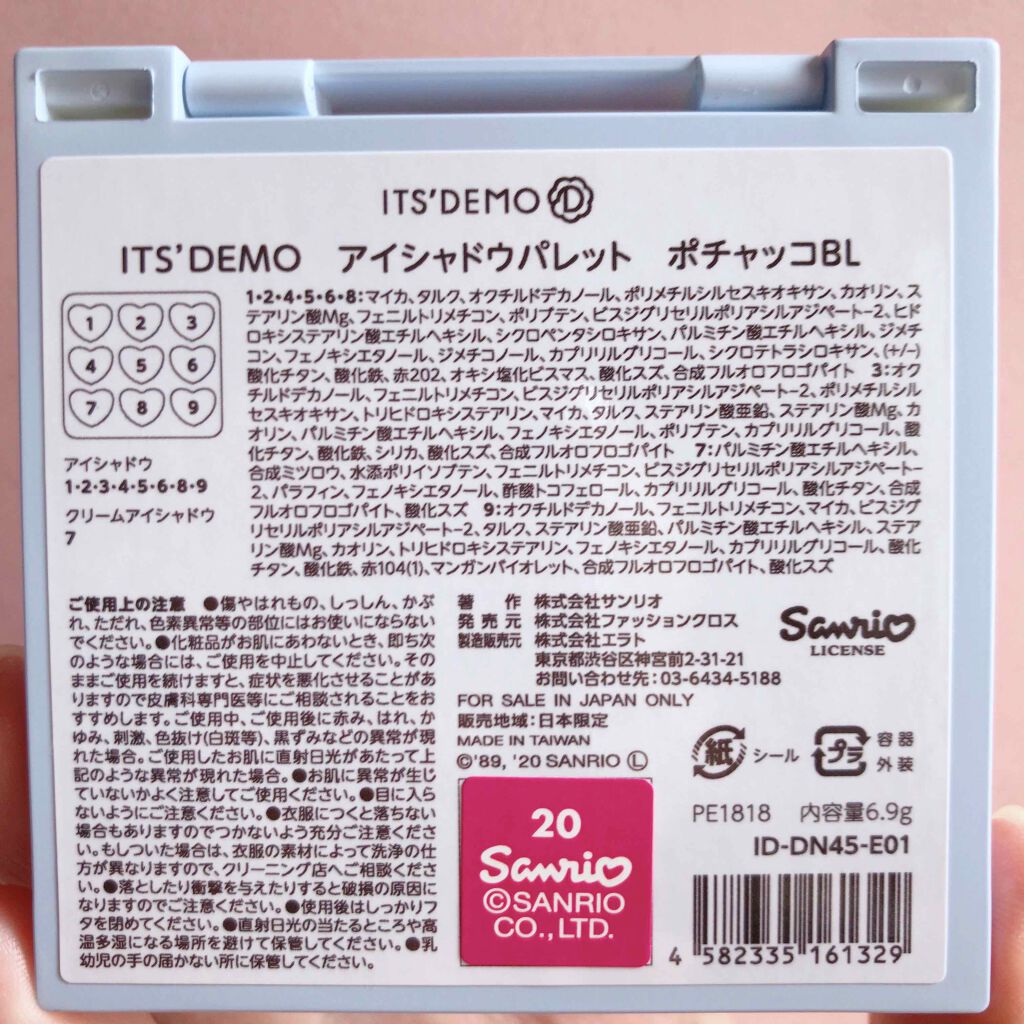 ITS'DEMO
ITS'DEMO アイシャドウパレット ポチャッコBL
1 2 3
4 5 6
7 8 9
アイシャドウ
1・2・3・4・5・6・8・9
クリームアイシャドウ
7
1・2・4・5・6・8:マイカ、タルク、オクチルドデカノール、ポリメチルシルセスキオキサン、カオリン、ス
テアリン酸Mg、フェニルトリメチコン、ポリブテン、ビスジグリセリルポリアシルアジペート-2、ヒド
ロキシステアリン酸エチルヘキシル、シクロペンタシロキサン、パルミチン酸エチルヘキシル、ジメチ
コン、フェノキシエタノール、ジメチコノール、カプリリルグリコール、シクロテトラシロキサン、(+/-)
酸化チタン、酸化鉄、赤202、オキシ塩化ビスマス、酸化スズ、合成フルオロフロゴパイト 3:オク
チルドデカノール、フェニルトリメチコン、ビスジグリセリルポリアシルアジペート-2、ポリメチルシル
セスキオキサン、トリヒドロキシステアリン、マイカ、タルク、ステアリン酸亜鉛、ステアリン酸Mg、カ
オリン、パルミチン酸エチルヘキシル、フェノキシエタノール、ポリブテン、カプリリルグリコール、酸
化チタン、酸化鉄、シリカ、酸化スズ、合成フルオロフロゴパイト 7:パルミチン酸エチルヘキシル、
合成ミツロウ、水添ポリイソブテン、フェニルトリメチコン、ビスジグリセリルポリアシルアジペート-
2、パラフィン、フェノキシエタノール、酢酸トコフェロール、カプリリルグリコール、酸化チタン、合成
フルオロフロゴパイト、酸化スズ 9:オクチルドデカノール、フェニルトリメチコン、マイカ、ビスジグ
リセリルポリアシルアジペート-2、タルク、ステアリン酸亜鉛、パルミチン酸エチルヘキシル、ステア
リン酸Mg、カオリン、トリヒドロキシステアリン、フェノキシエタノール、カプリリルグリコール、酸化
チタン、酸化鉄、赤104(1)、マンガンバイオレット、合成フルオロフロゴパイト、酸化スズ
ご使用上の注意 ●傷やはれもの、しっしん、かぶ
れ、ただれ、色素異常等の部位にはお使いにならない
でください。●化粧品がお肌にあわないとき、即ち次
のような場合には、ご使用を中止してください。その
ままご使用を続けますと、症状を悪化させることがあ
りますので皮膚科専門医等にご相談されることをお
すすめします。ご使用中、ご使用後に赤み、はれ、か
ゆみ、刺激、色抜け(白斑等)、黒ずみなどの異常が現
れた場合。ご使用したお肌に直射日光があたって上
記のような異常が現れた場合。●お肌に異常が生じ
ていないかよく注意してご使用ください。●目に入ら
ないようにご注意ください。●衣服につくと落ちない
場合もありますのでつかないよう充分ご注意くださ
い。もしついた場合は、衣服の素材によって洗浄の仕
方が異なりますので、クリーニング店へご相談くださ
い。●落としたり衝撃を与えたりすると破損の原因に
なりますのでご注意ください。●使用後はしっかりフ
タを閉めてください。●直射日光の当たるところや高
温多湿になる場所を避けて保管してください。●乳
幼児の手の届かない所に保管してください。
著作 株式会社サンリオ
発売元 株式会社ファッションクロス
製造販売元 株式会社エラト
東京都渋谷区神宮前2-31-21
お問い合わせ先:03-6434-5188
FOR SALE IN JAPAN ONLY
販売地域:日本限定
MADE IN TAIWAN
©'89, '20 SANRIO Ⓛ
Sanrio
LICENSE
紙 シール
プラ 容器
外装
PE1818 内容量6.9g
ID-DN45-E01
20
Sanrio
©SANRIO
CO.,LTD.
4 582335 161329